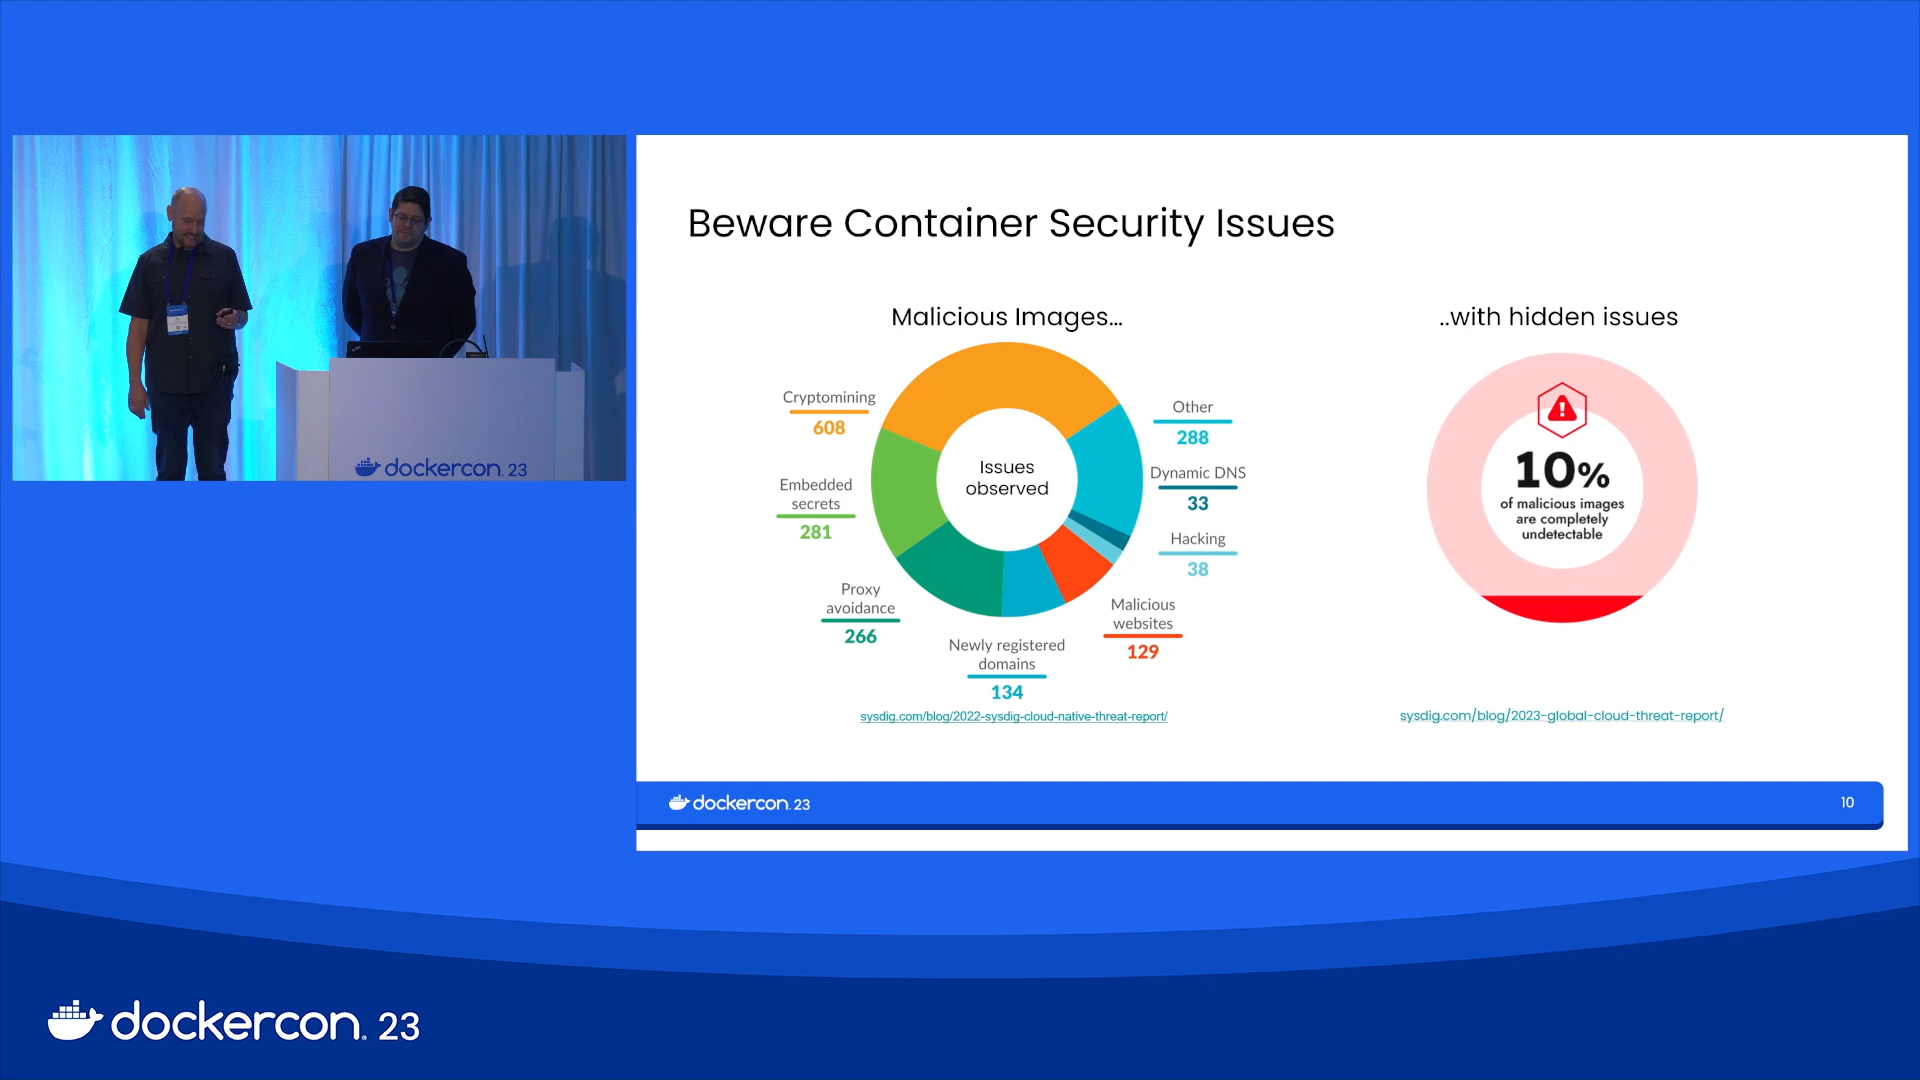 dockercon. 23
Beware Container Security Issues
Malicious Images...
Cryptomining
608
Embedded
secrets
281
Proxy
avoidance
266
Newly registered
domains
134
Malicious
websites
129
Hacking
38
Dynamic DNS
33
Other
288
Issues
observed
sysdig.com/blog/2022-sysdig-cloud-native-threat-report/
..with hidden issues
10%
of malicious images
are completely
undetectable
sysdig.com/blog/2023-global-cloud-threat-report/
dockercon. 23
10
dockercon. 23